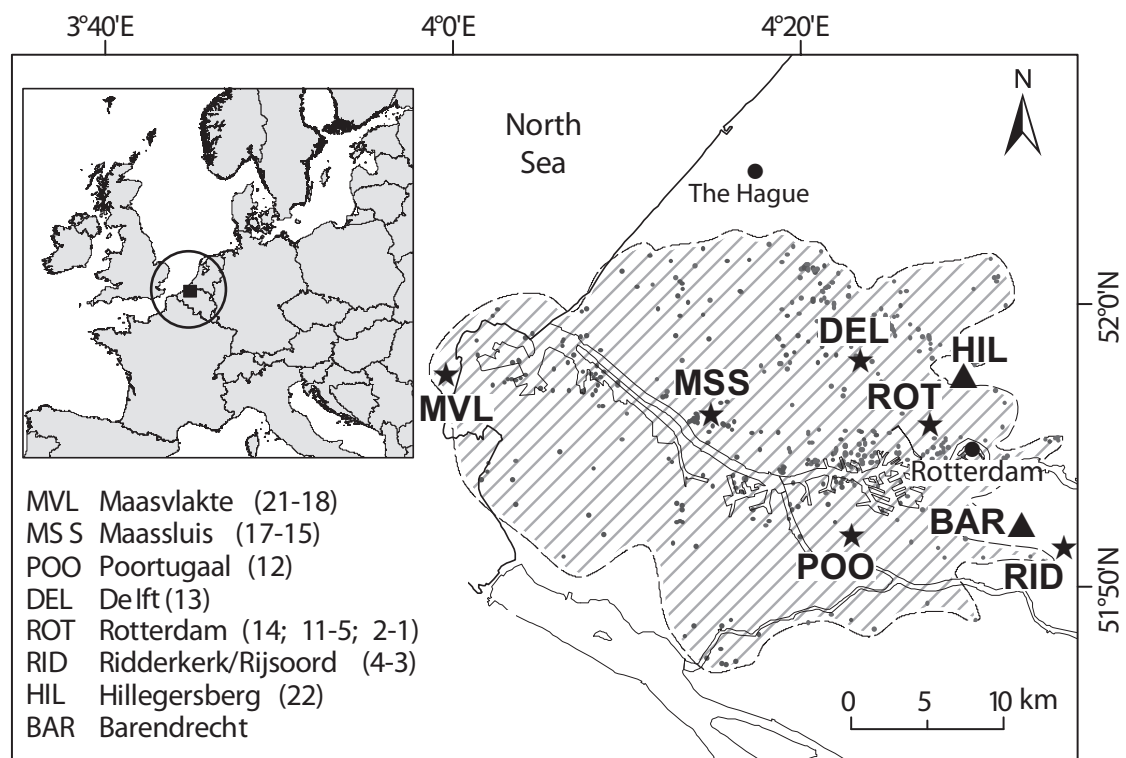 3°40'E 4°0'E 4°20'E
N
North
Sea
The Hague
52°0'N
DEL
HIL
MSS
ROT
MVL
Rotterdam
BAR
POO
RID
51°50'N
MVL Maasvlakte (21-18)
MS S Maassluis (17-15)
POO Poortugaal (12)
DEL Delft (13)
ROT Rotterdam (14; 11-5; 2-1)
RID Ridderkerk/Rijsoord (4-3)
HIL Hillegersberg (22)
BAR Barendrecht
0 5 10 km